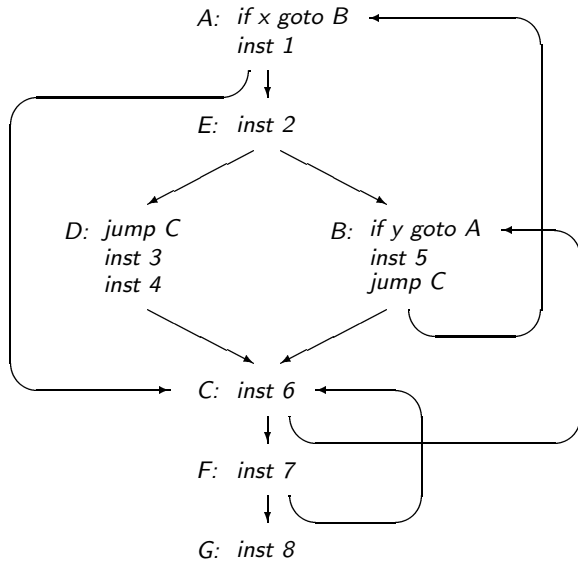 A: if x goto B
inst 1
E: inst 2
D: jump C
inst 3
inst 4
B: if y goto A
inst 5
jump C
C: inst 6
F: inst 7
G: inst 8